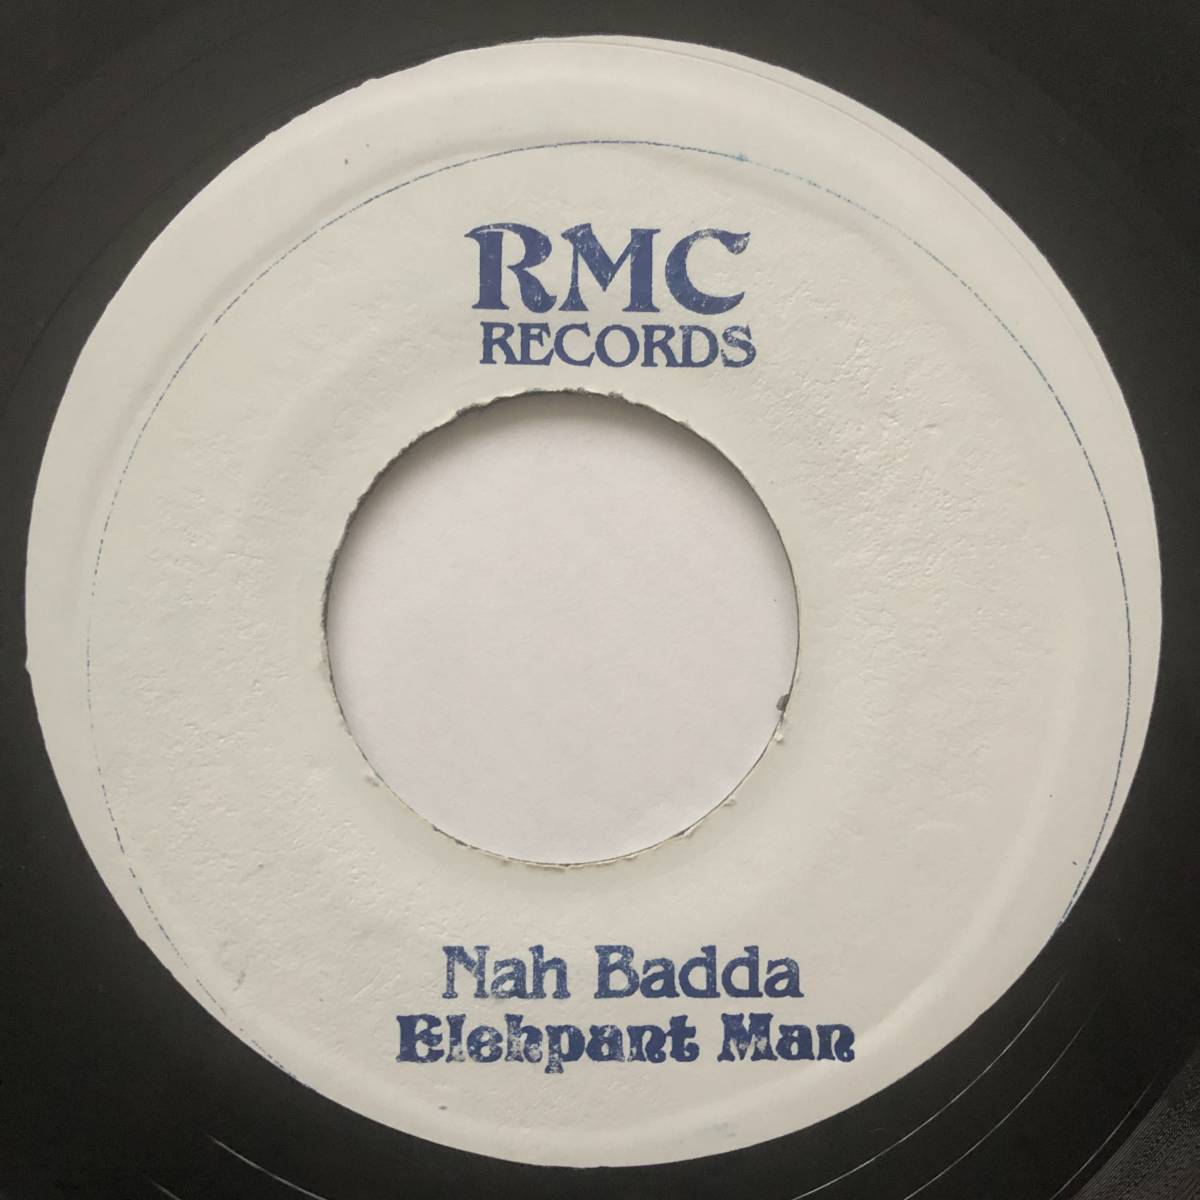 RMC
RECORDS
Nah Badda
Elehpant Man